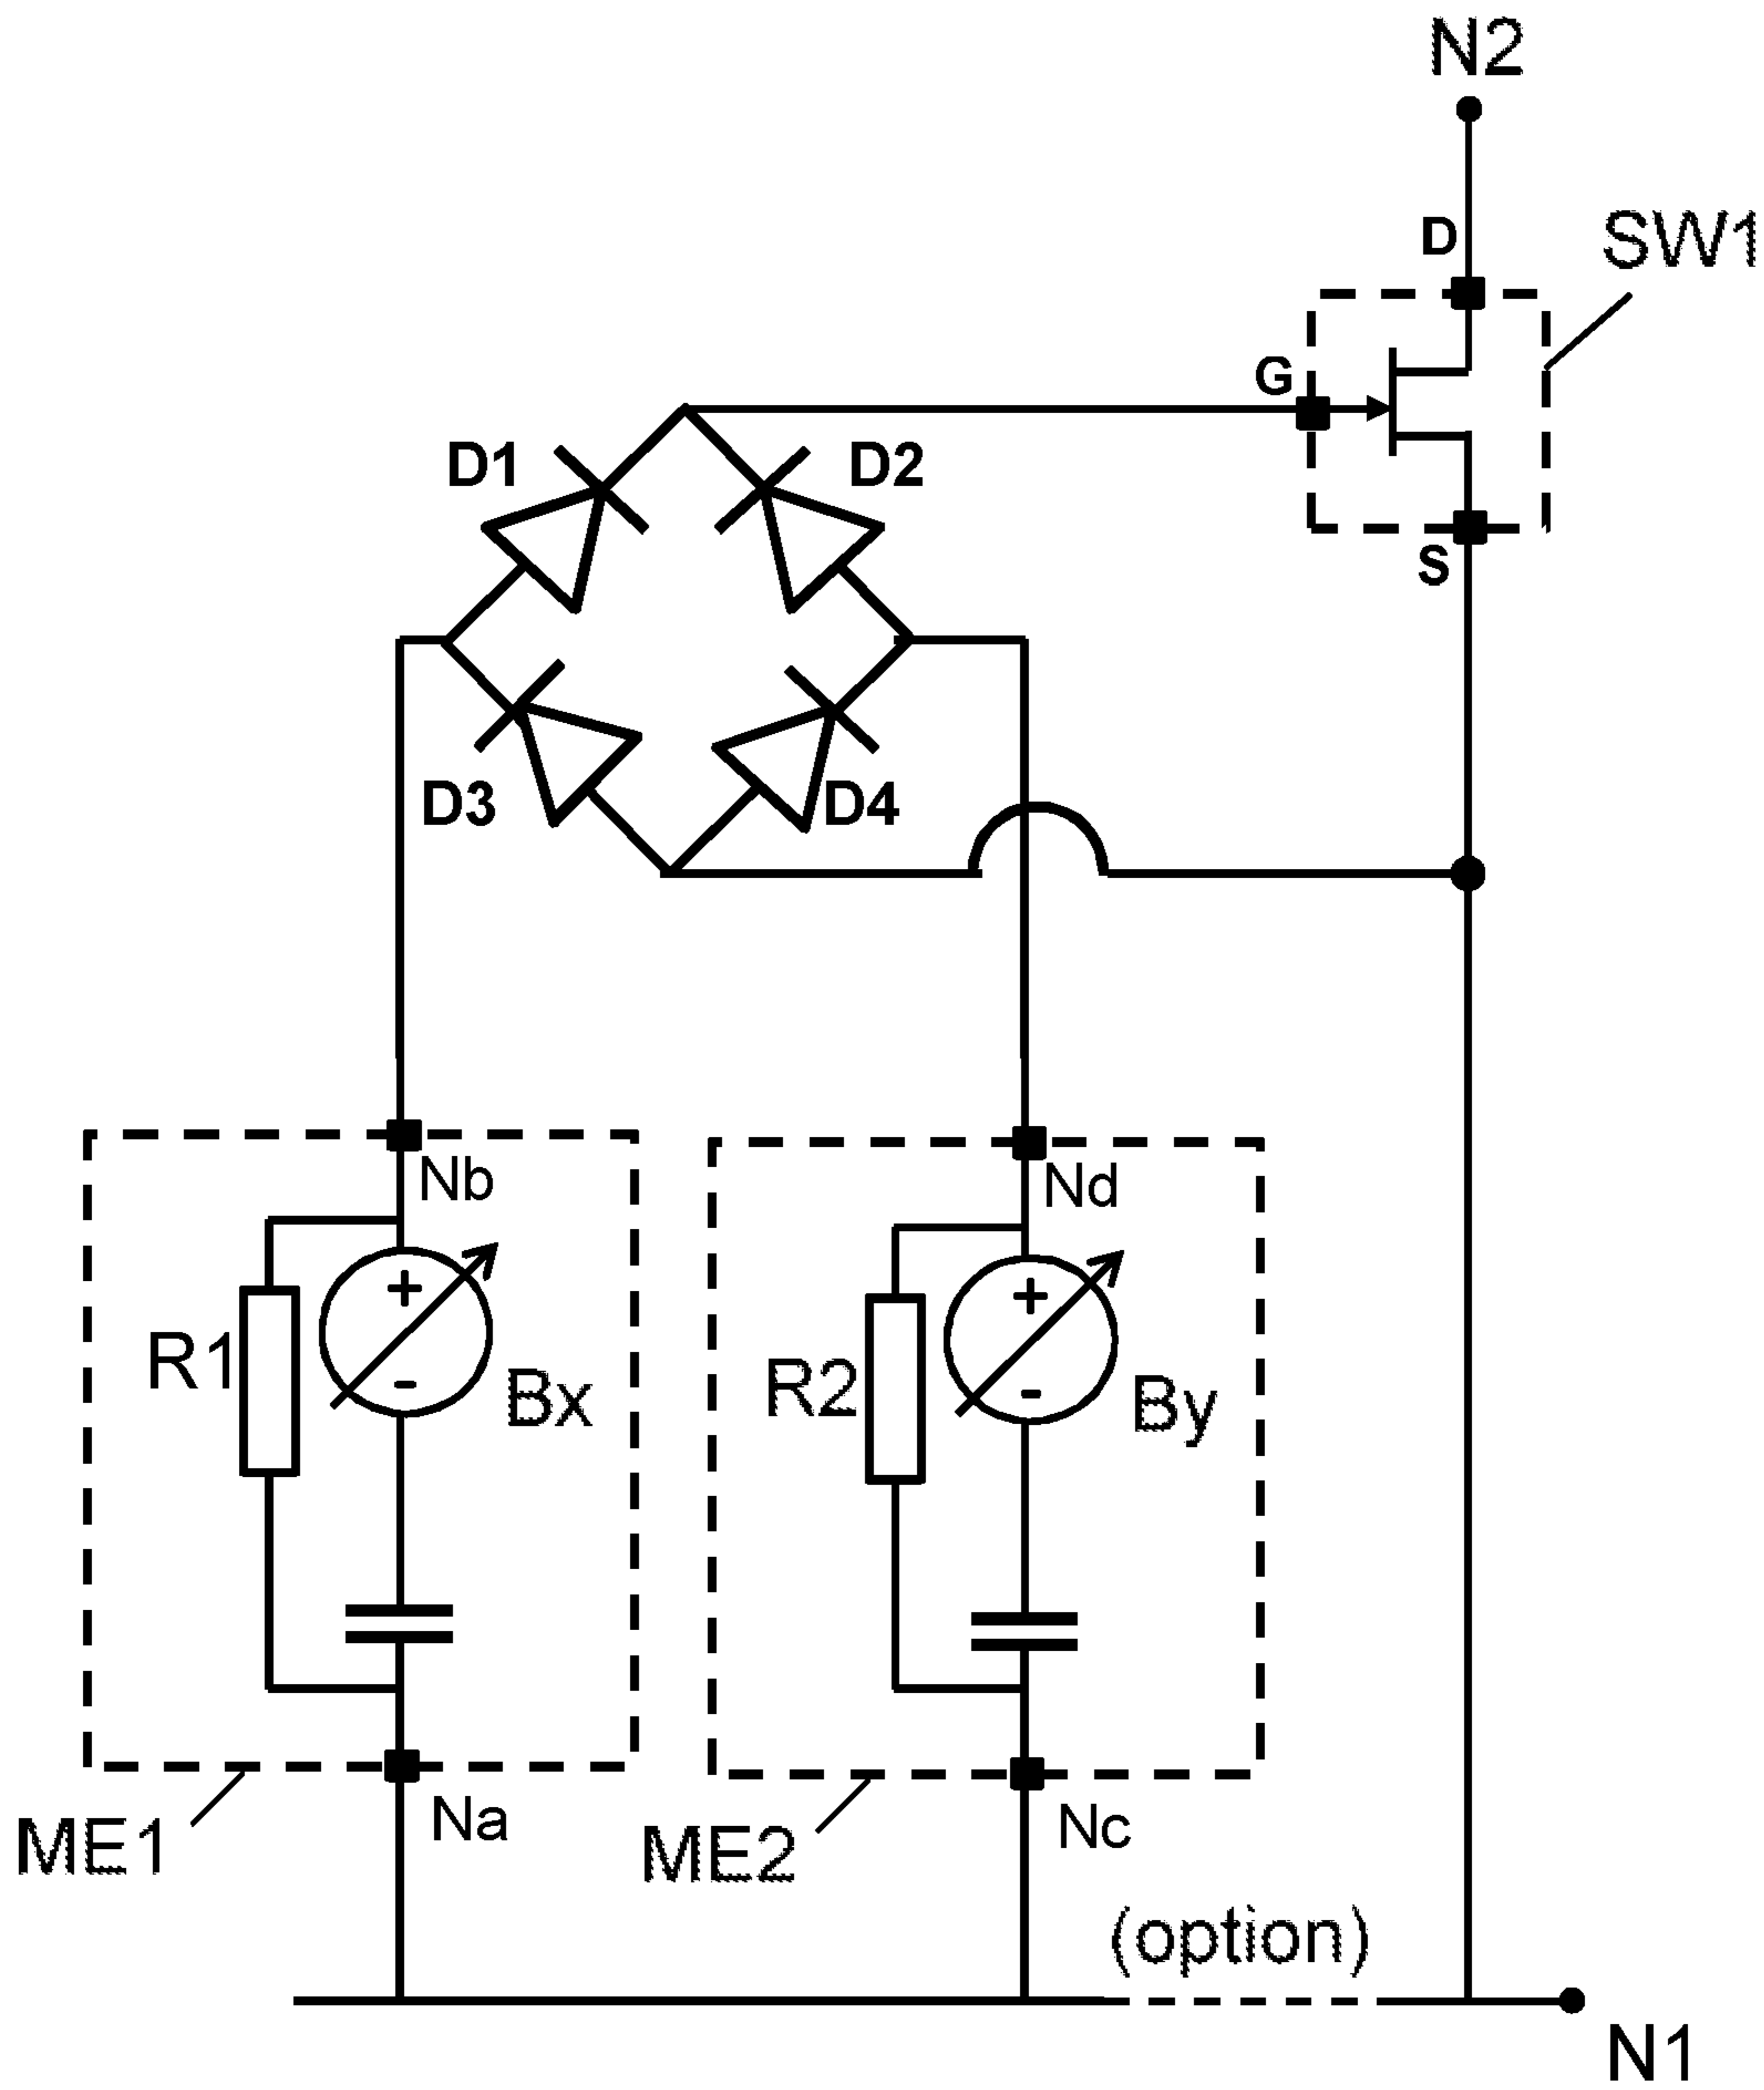 N2
D
SW1
G
D1
D2
S
D3
D4
Nb
Nd
+
+
R1
R2
-
-
Bx
By
Na
Nc
ME1
ME2
(option)
N1